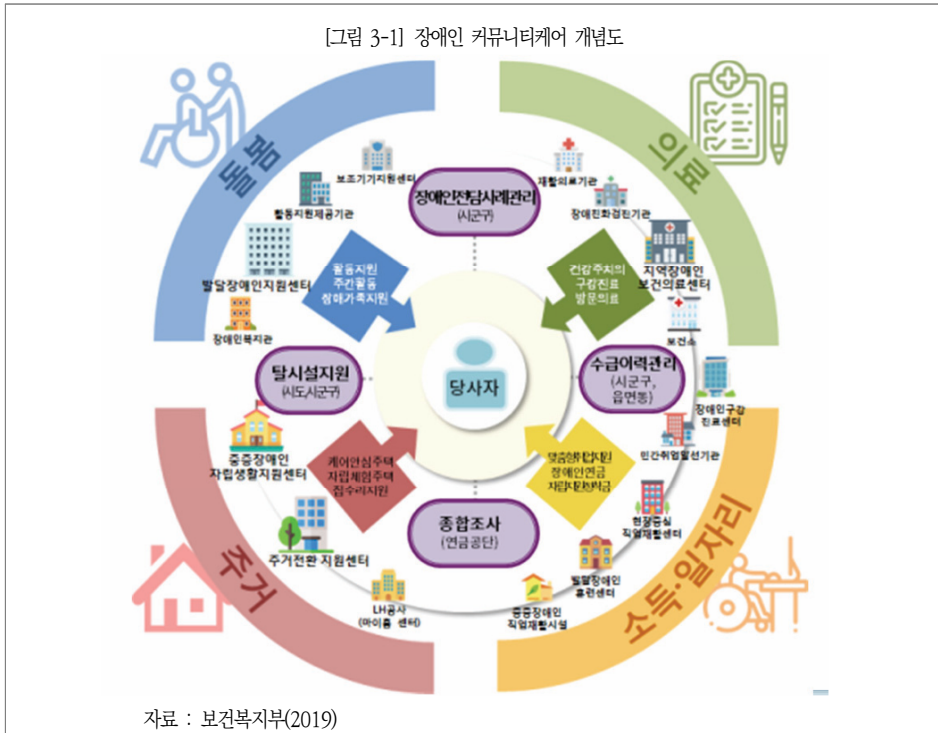 [그림 3-1] 장애인 커뮤니티케어 개념도
돌봄
의료
보조기기지원센터
활동지원제공기관
발달장애인지원센터
장애인복지관
장애인전담사례관리
(시군구)
재활의료기관
장애친화검진기관
지역장애인
보건의료센터
보건소
활동지원
주간활동
장애가족지원
건강주치의
구강진료
방문의료
탈시설지원
(시도시군구)
당사자
수급이력관리
(시군구,
읍면동)
장애인구강
진료센터
민간취업알선기관
중증장애인
자립생활지원센터
케어안심주택
자립체험주택
집수리지원
맞춤형취업지원
장애인연금
종합조사
(연금공단)
현장중심
직업재활센터
발달장애인
훈련센터
주거전환 지원센터
LH공사
(마이홈 센터)
중증장애인
직업재활시설
주거
소득·일자리
자료 : 보건복지부(2019)